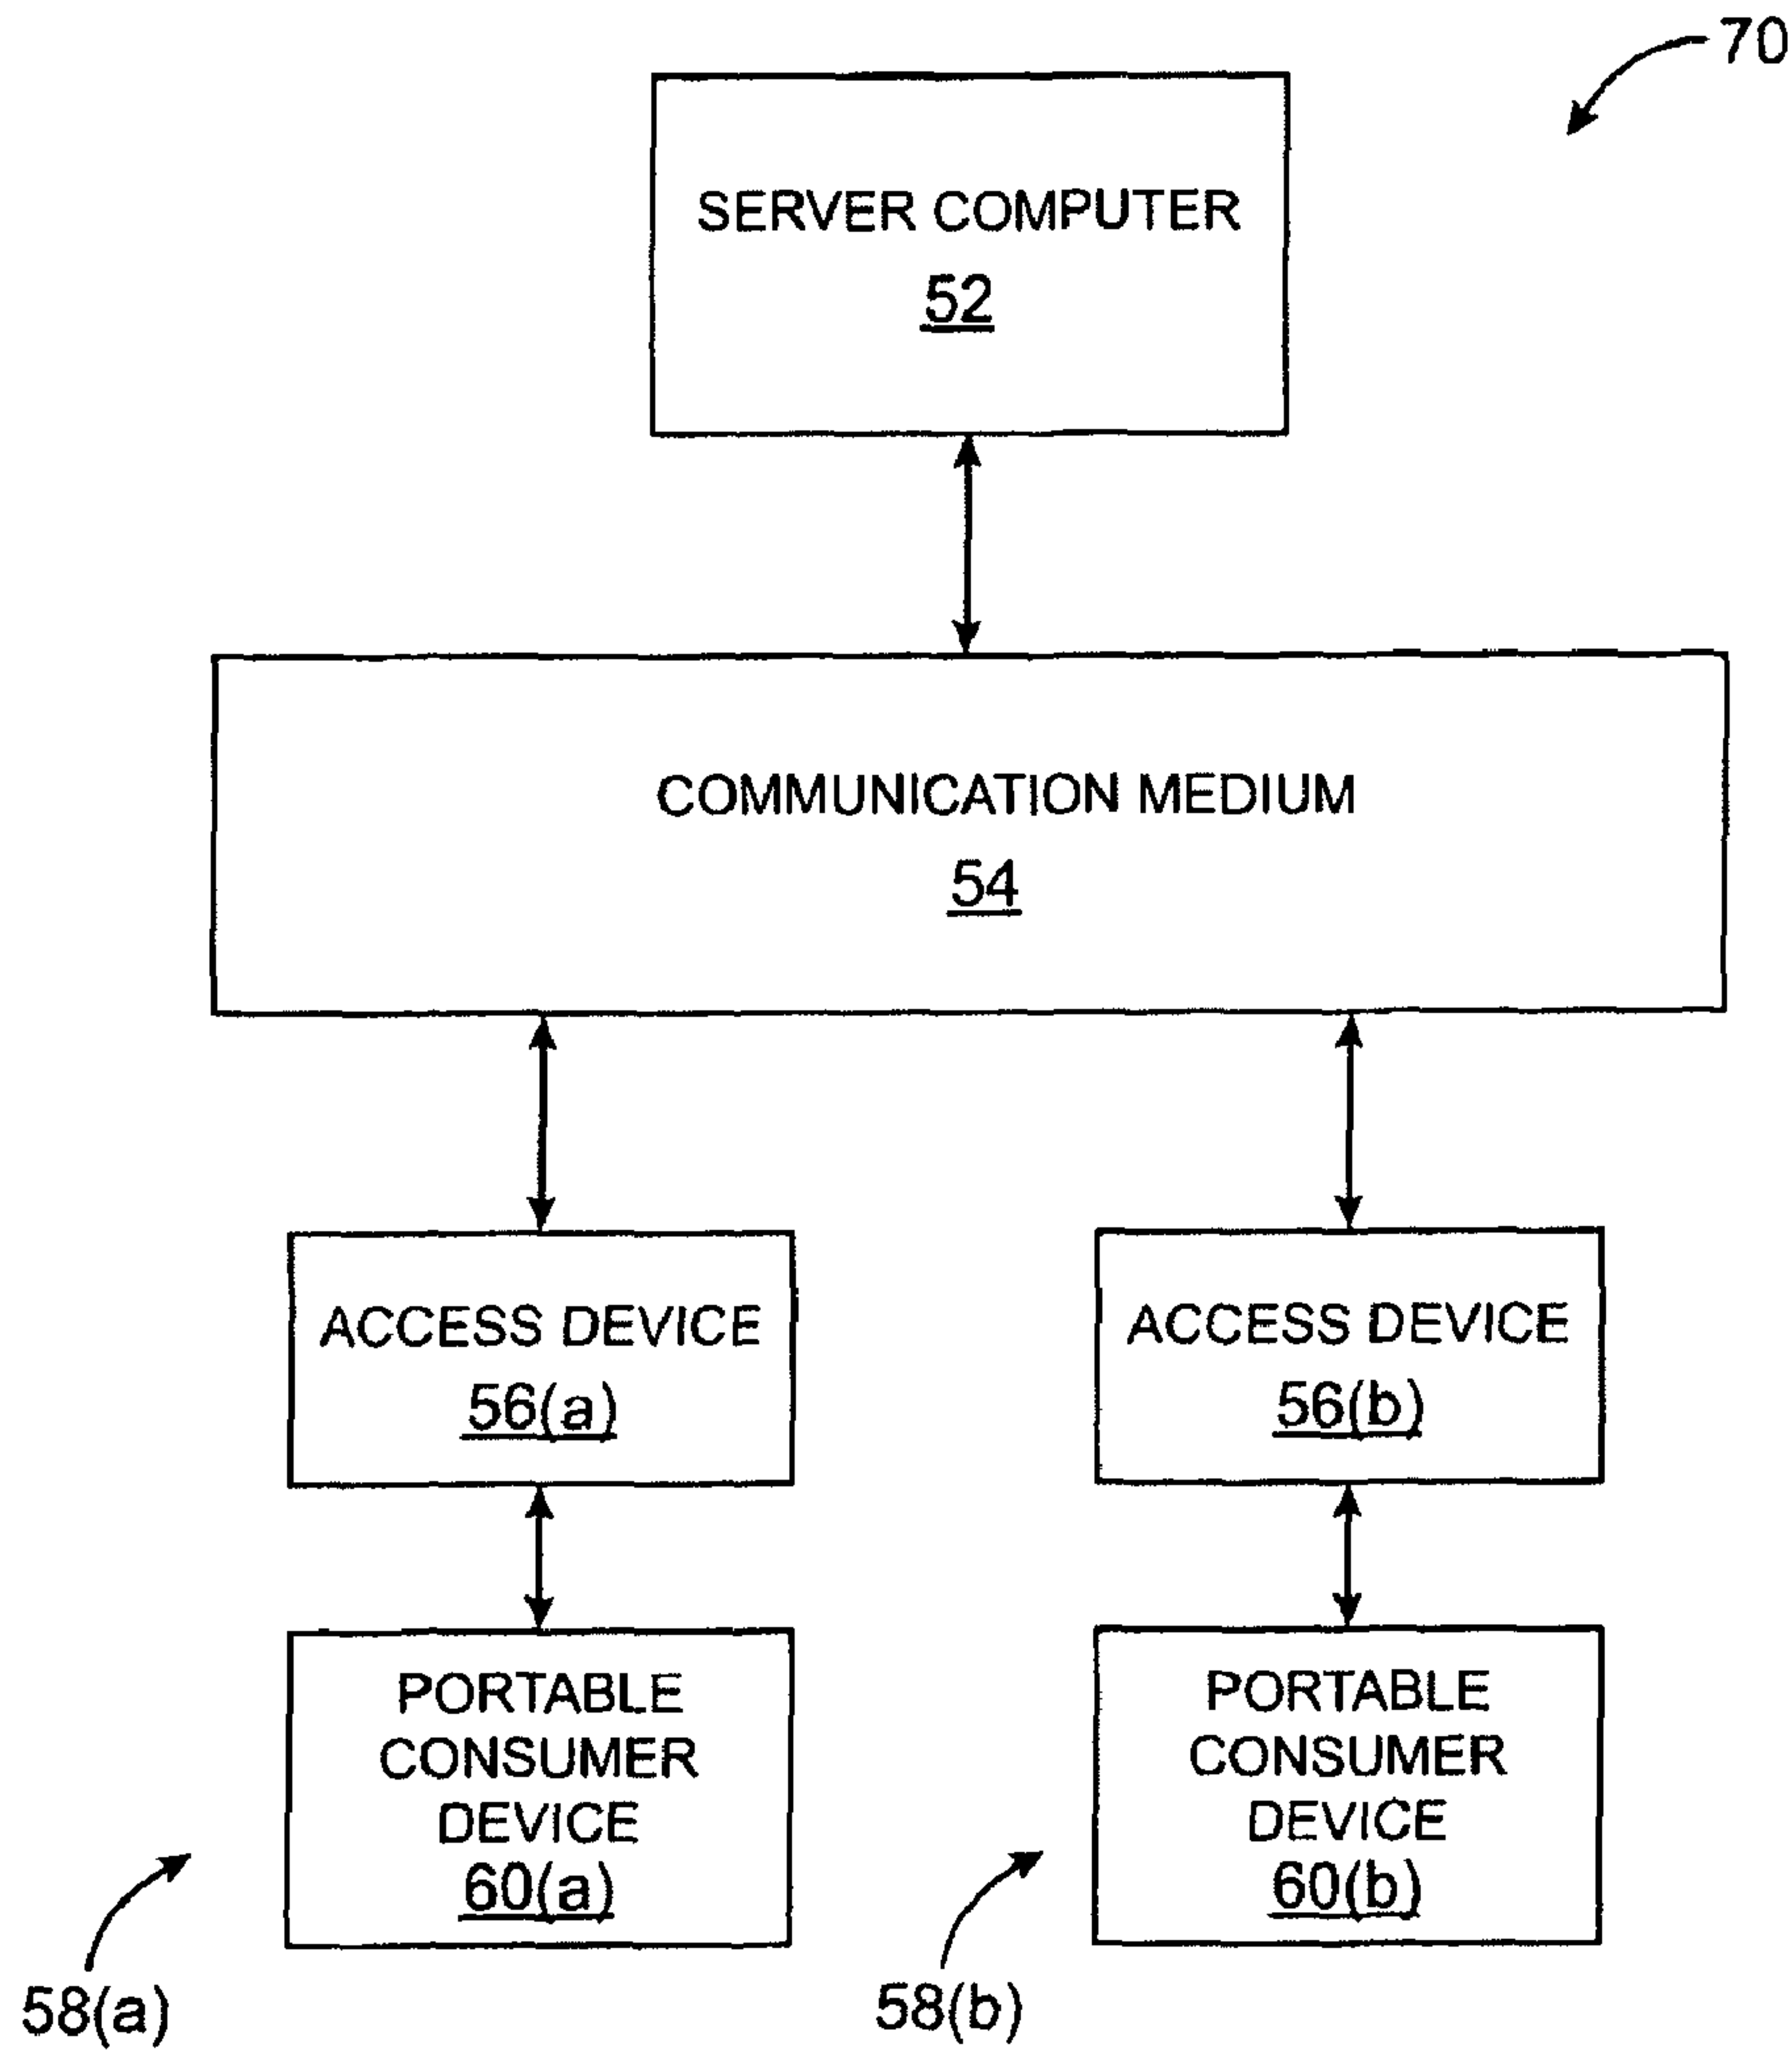 70
SERVER COMPUTER
52
COMMUNICATION MEDIUM
54
ACCESS DEVICE
56(a)
ACCESS DEVICE
56(b)
PORTABLE
CONSUMER
DEVICE
60(a)
PORTABLE
CONSUMER
DEVICE
60(b)
58(a)
58(b)